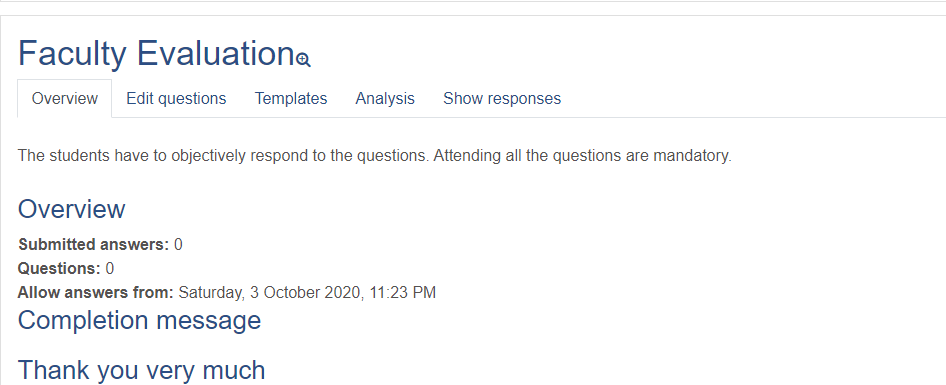 Faculty Evaluation
Overview Edit questions Templates Analysis Show responses
The students have to objectively respond to the questions. Attending all the questions are mandatory.
Overview
Submitted answers: 0
Questions: 0
Allow answers from: Saturday, 3 October 2020, 11:23 PM
Completion message
Thank you very much